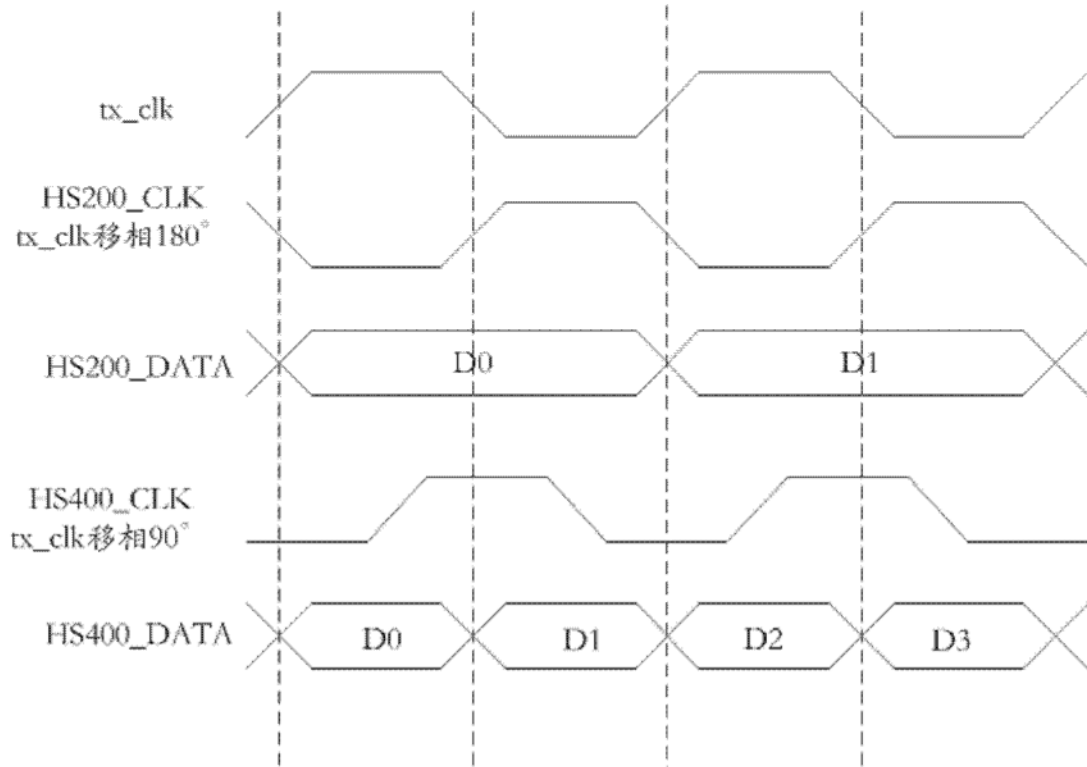 tx_clk
HS200_CLK
tx_clk移相180°
HS200_DATA
D0
D1
HS400_CLK
tx_clk移相90°
HS400_DATA
D0
D1
D2
D3